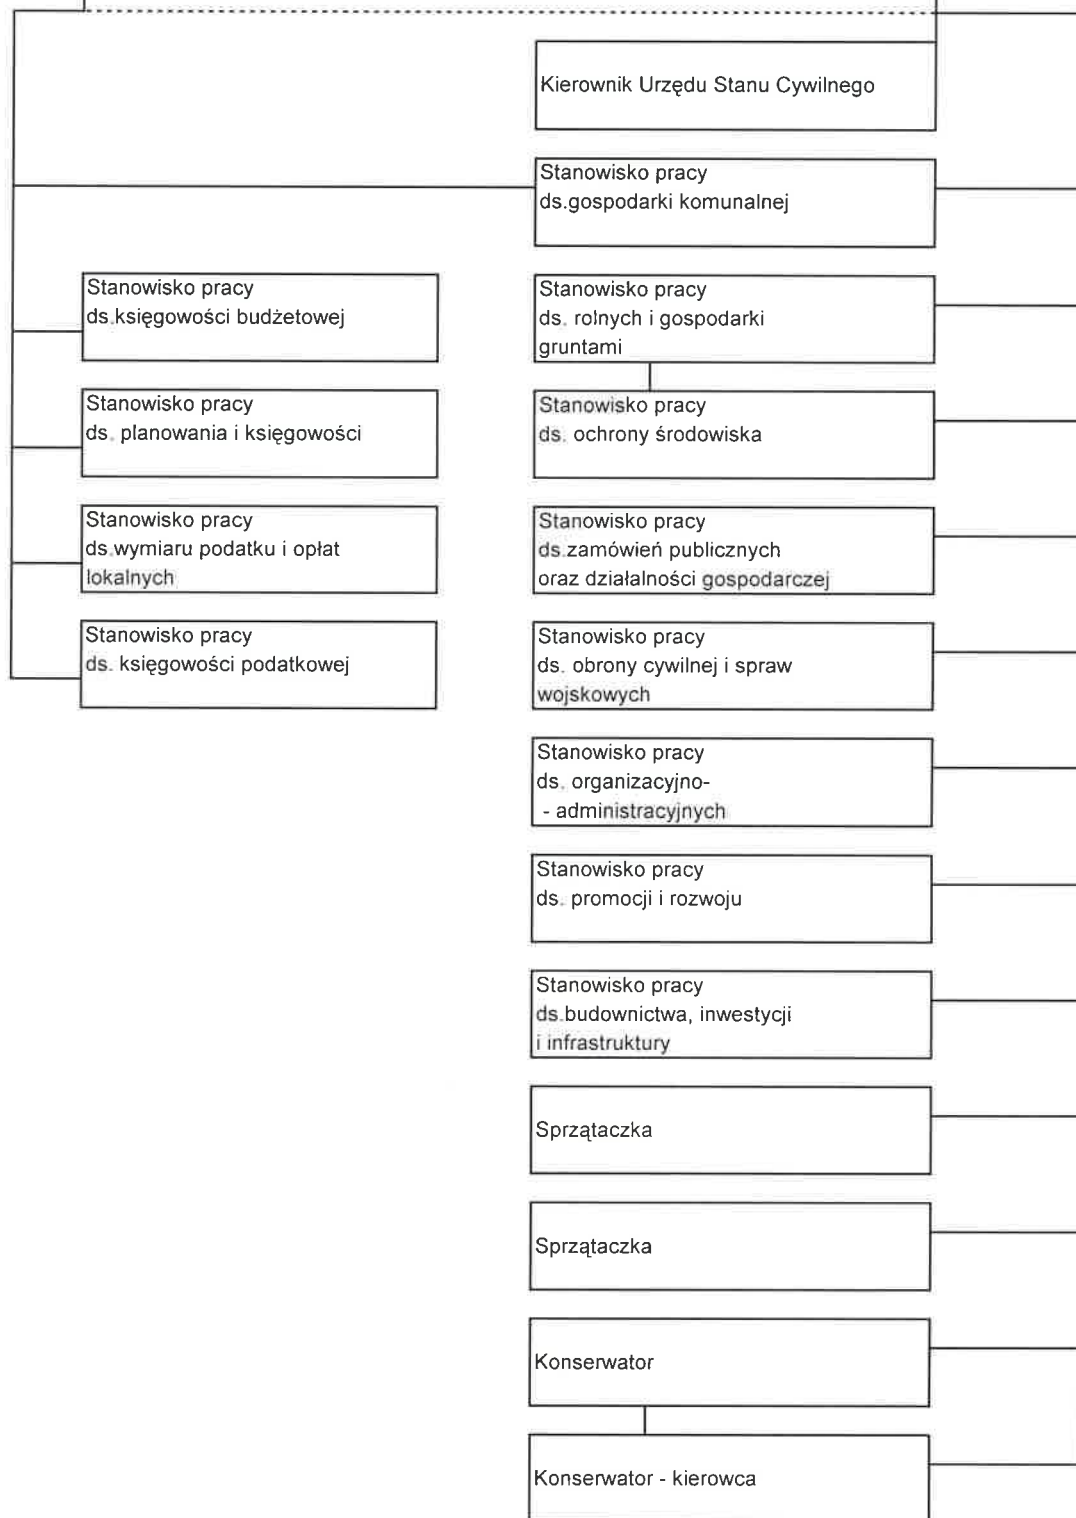 Kierownik Urzędu Stanu Cywilnego
Stanowisko pracy
ds.gospodarki komunalnej
Stanowisko pracy
ds.księgowości budżetowej
Stanowisko pracy
ds. planowania i księgowości
Stanowisko pracy
ds.wymiaru podatku i opłat
lokalnych
Stanowisko pracy
ds. księgowości podatkowej
Stanowisko pracy
ds. rolnych i gospodarki
gruntami
Stanowisko pracy
ds. ochrony środowiska
Stanowisko pracy
ds.zamówień publicznych
oraz działalności gospodarczej
Stanowisko pracy
ds. obrony cywilnej i spraw
wojskowych
Stanowisko pracy
ds. organizacyjno-
- administracyjnych
Stanowisko pracy
ds. promocji i rozwoju
Stanowisko pracy
ds.budownictwa, inwestycji
i infrastruktury
Sprzątaczka
Sprzątaczka
Konserwator
Konserwator - kierowca